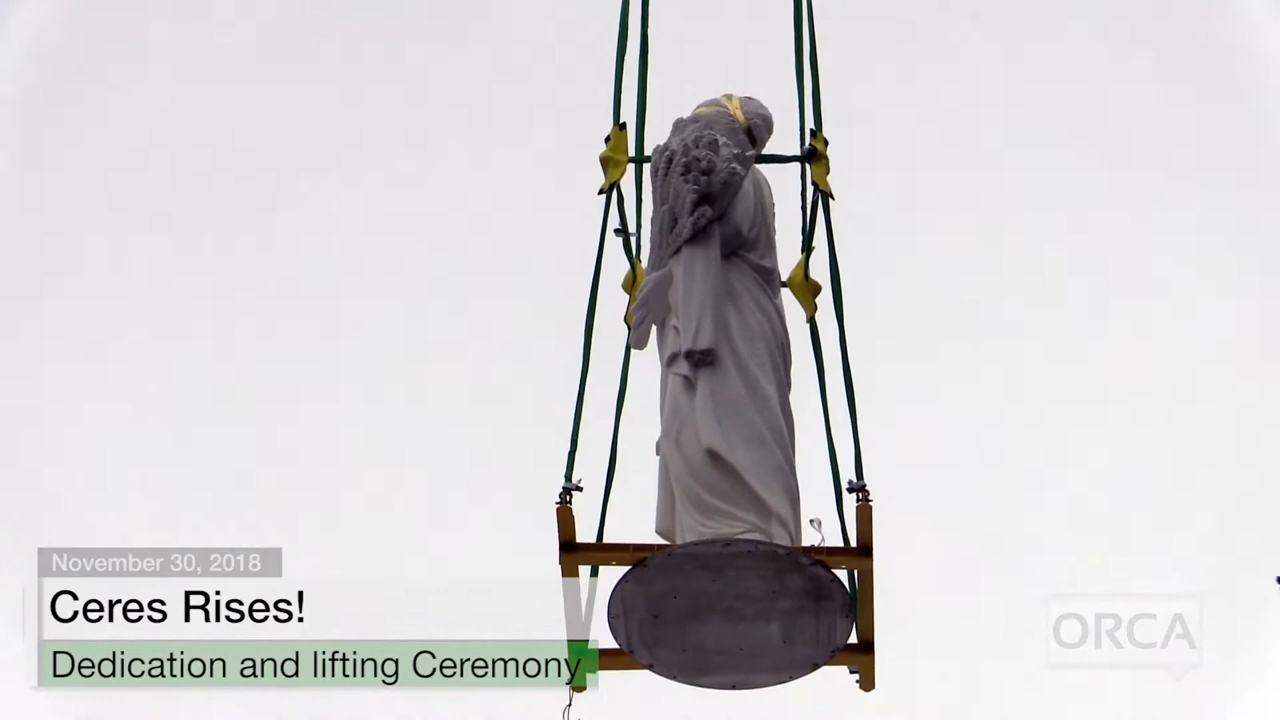 November 30, 2018
Ceres Rises!
Dedication and lifting Ceremony
ORCA